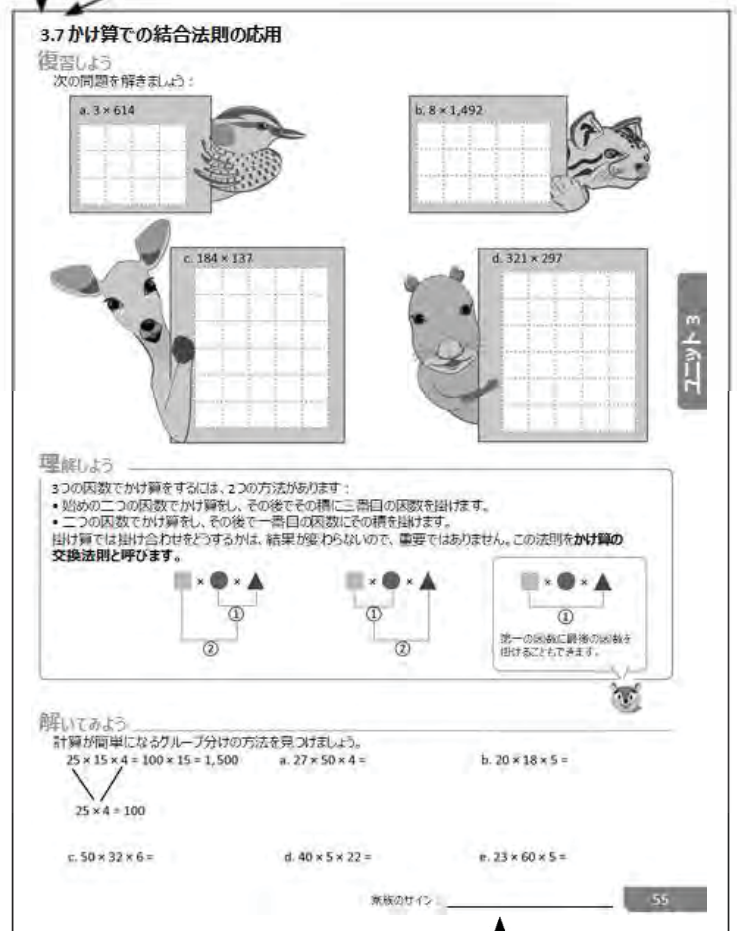 3.7 かけ算での結合法則の応用
復習しよう
次の問題を解きましょう：
a. 3 × 614
b. 8 × 1,492
c. 184 × 137
d. 321 × 297
ユニット 3
理解しよう
3つの因数でかけ算をするには、2つの方法があります：
• 始めの二つの因数でかけ算をし、その後でその積に三番目の因数を掛けます。
• 二つの因数でかけ算をし、その後で一番目の因数にその積を掛けます。
掛け算では掛け合わせをどうするかは、結果が変わらないので、重要ではありません。この法則をかけ算の
交換法則と呼びます。
× ×
× ×
× ×
① ① ①
② ②
第一の因数に最後の因数を
掛けることもできます。
解いてみよう
計算が簡単になるグループ分けの方法を見つけましょう。
25 × 15 × 4 = 100 × 15 = 1,500
a. 27 × 50 × 4 =
b. 20 × 18 × 5 =
25 × 4 = 100
c. 50 × 32 × 6 =
d. 40 × 5 × 22 =
e. 23 × 60 × 5 =
家族のサイン：
55